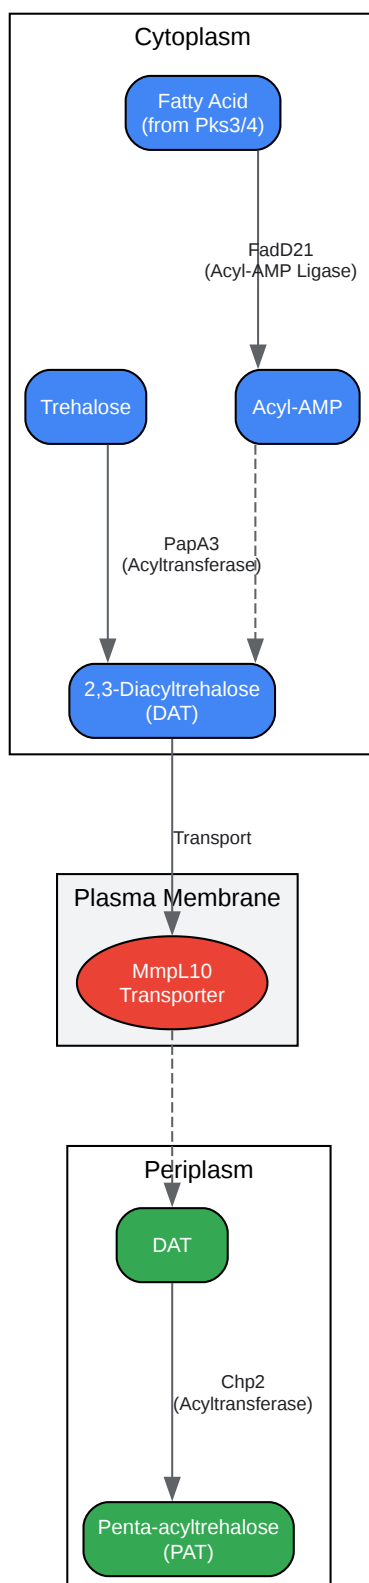 Cytoplasm
Fatty Acid
(from Pks3/4)
FadD21
(Acyl-AMP Ligase)
Trehalose
Acyl-AMP
PapA3
(Acyltransferase)
2,3-Diacyltrehalose
(DAT)
Transport
Plasma Membrane
MmpL10
Transporter
Periplasm
DAT
Chp2
(Acyltransferase)
Penta-acyltrehalose
(PAT)